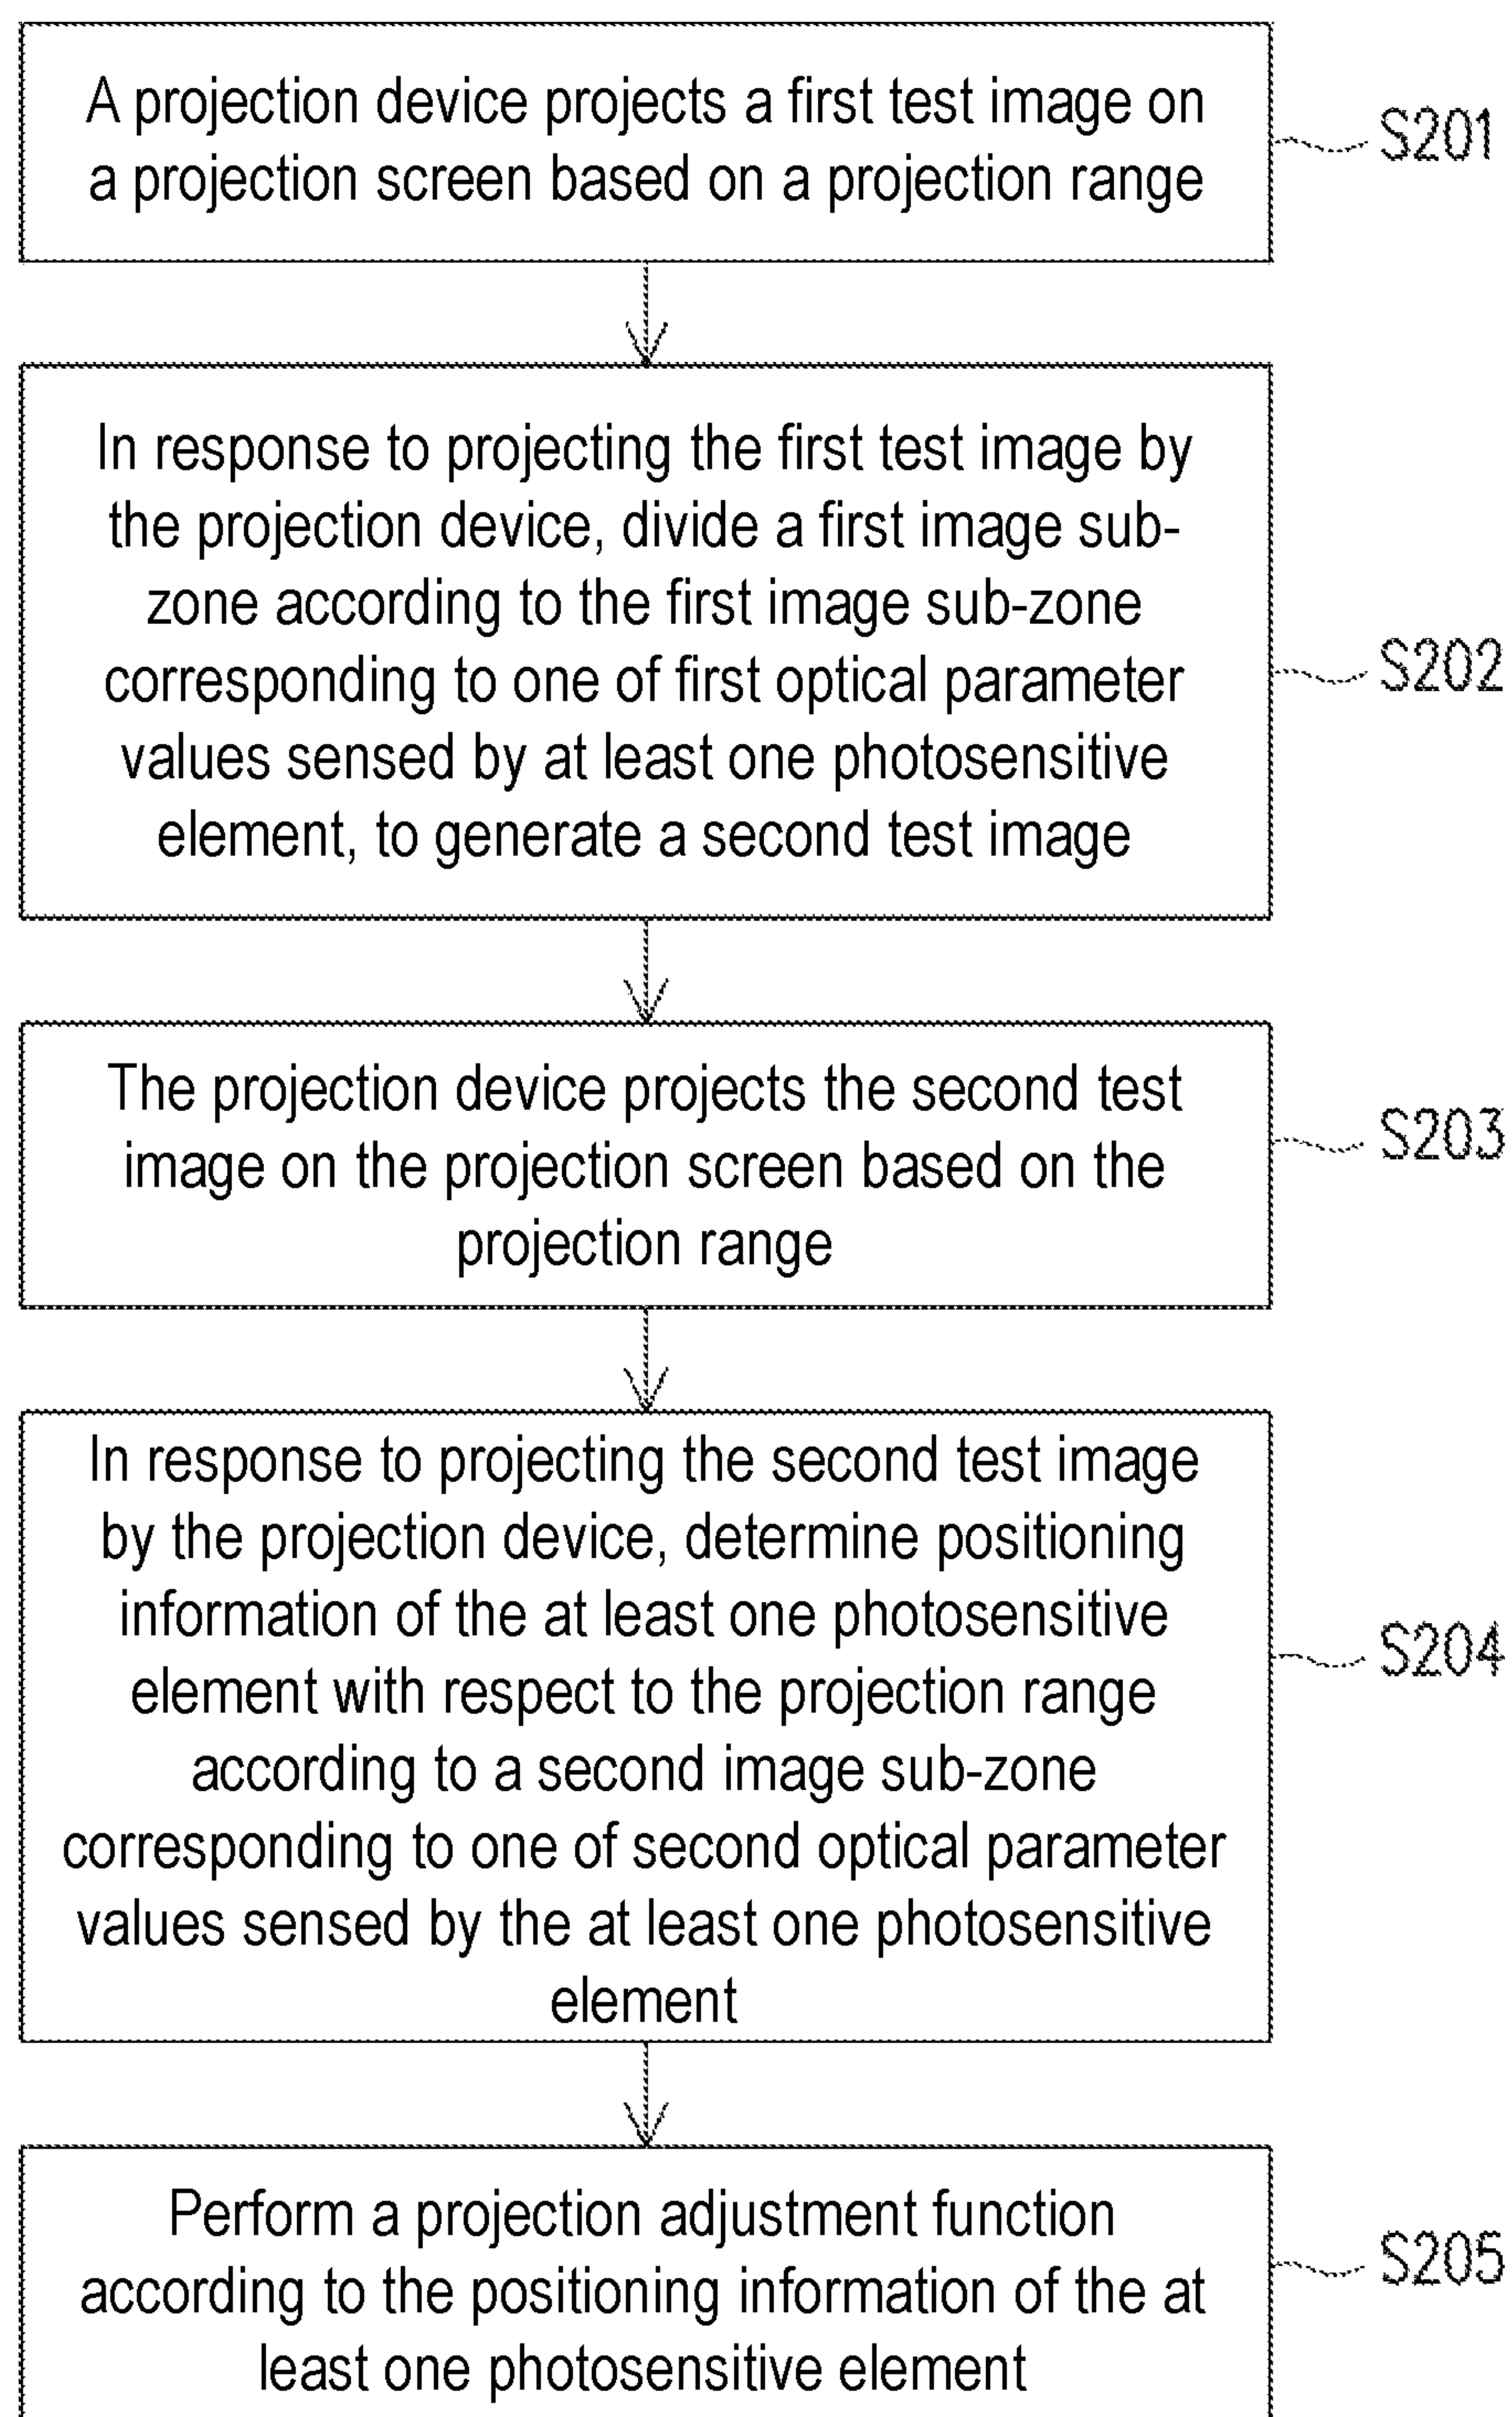 A projection device projects a first test image on
a projection screen based on a projection range
S201
In response to projecting the first test image by
the projection device, divide a first image sub-
zone according to the first image sub-zone
corresponding to one of first optical parameter
values sensed by at least one photosensitive
element, to generate a second test image
S202
The projection device projects the second test
image on the projection screen based on the
projection range
S203
In response to projecting the second test image
by the projection device, determine positioning
information of the at least one photosensitive
element with respect to the projection range
according to a second image sub-zone
corresponding to one of second optical parameter
values sensed by the at least one photosensitive
element
S204
Perform a projection adjustment function
according to the positioning information of the at
least one photosensitive element
S205